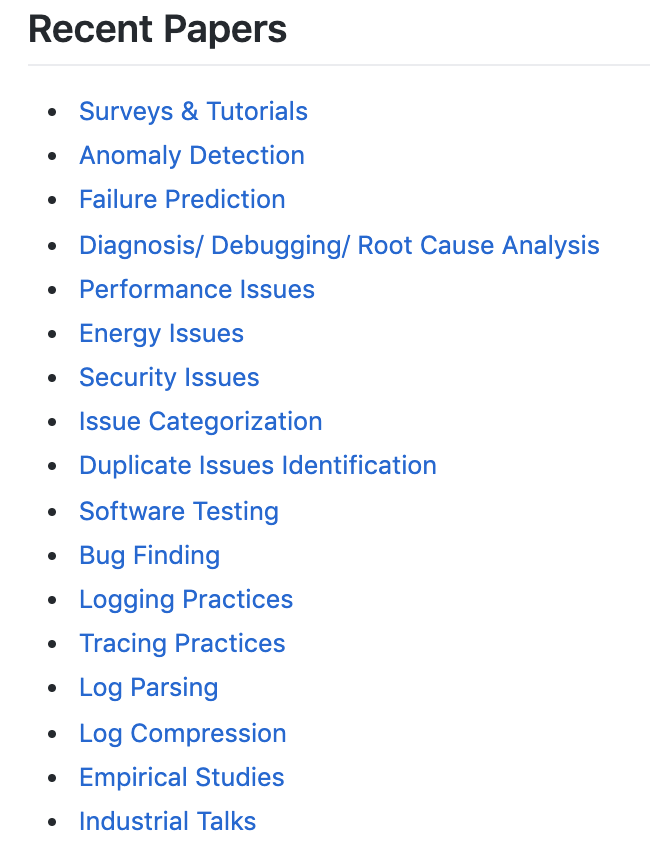 Recent Papers
Surveys & Tutorials
Anomaly Detection
Failure Prediction
Diagnosis/ Debugging/ Root Cause Analysis
Performance Issues
Energy Issues
Security Issues
Issue Categorization
Duplicate Issues Identification
Software Testing
Bug Finding
Logging Practices
Tracing Practices
Log Parsing
Log Compression
Empirical Studies
Industrial Talks